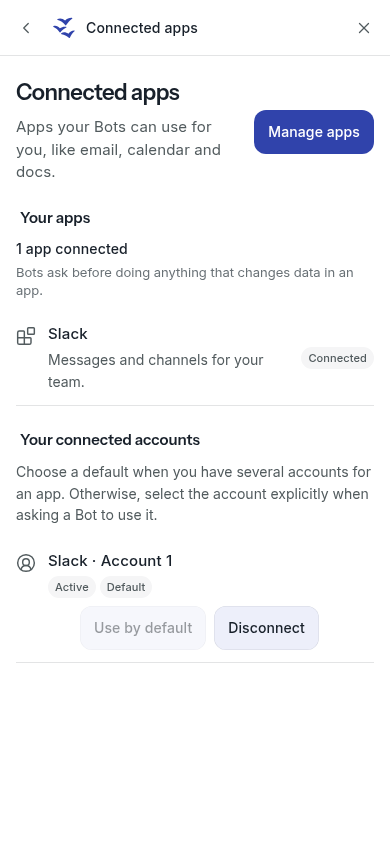 Connected apps
Connected apps
Apps your Bots can use for
you, like email, calendar and
docs.
Manage apps
Your apps
1 app connected
Bots ask before doing anything that changes data in an
app.
Slack
Messages and channels for your
team.
Connected
Your connected accounts
Choose a default when you have several accounts for
an app. Otherwise, select the account explicitly when
asking a Bot to use it.
Slack · Account 1
Active Default
Use by default Disconnect